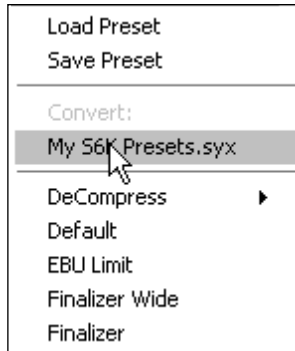 Load Preset
Save Preset
Convert:
My S6K Presets.syx
DeCompress
Default
EBU Limit
Finalizer Wide
Finalizer